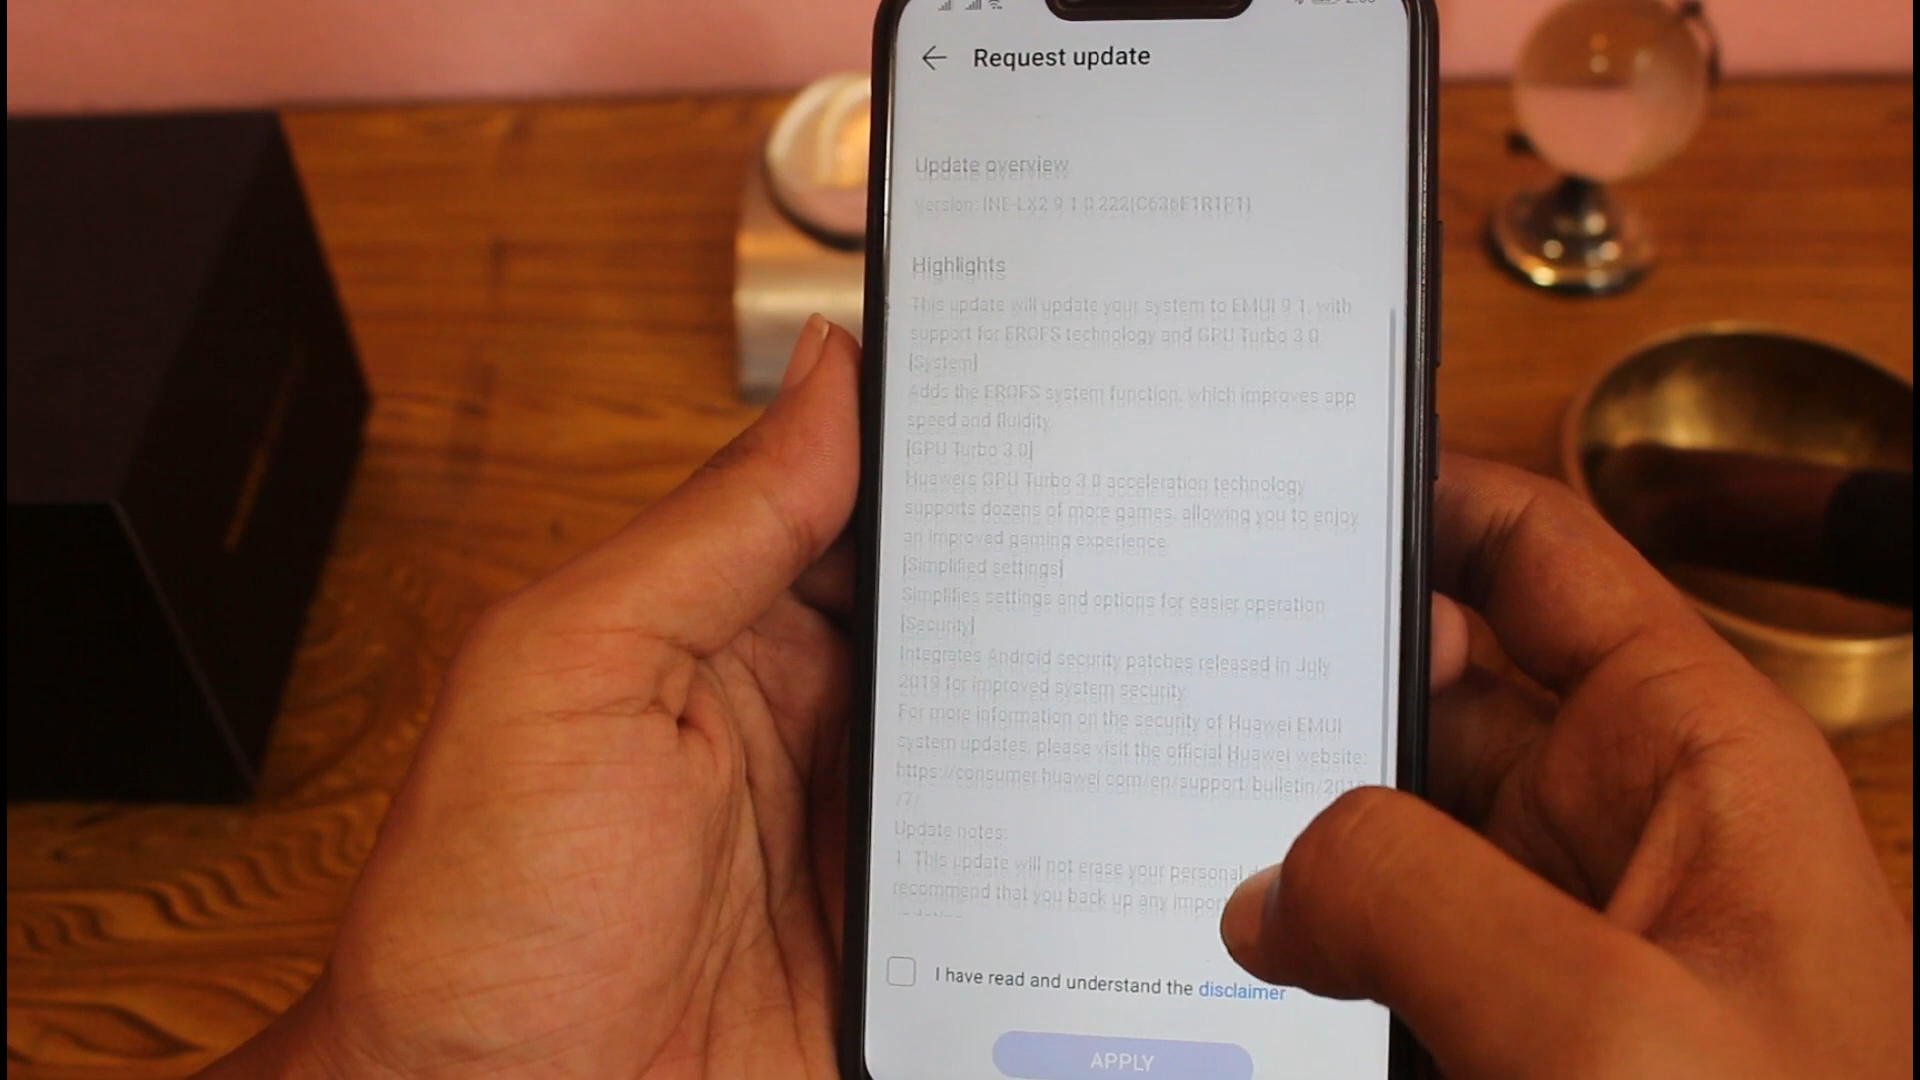 Request update
Update overview
Version: INE-LX2 9.1.0.222(C636E1R1P1)
Highlights
This update will update your system to EMUI 9.1, with
support for EROFS technology and GPU Turbo 3.0.
[System]
Adds the EROFS system function, which improves app
speed and fluidity.
[GPU Turbo 3.0]
Huawei's GPU Turbo 3.0 acceleration technology
supports dozens of more games, allowing you to enjoy
an improved gaming experience.
[Simplified settings]
Simplifies settings and options for easier operation.
[Security]
Integrates Android security patches released in July
2019 for improved system security.
For more information on the security of Huawei EMUI
system updates, please visit the official Huawei website:
https://consumer.huawei.com/en/support/bulletin/2019
/7/.
Update notes:
1. This update will not erase your personal
recommend that you back up any
I have read and understand the disclaimer
APPLY